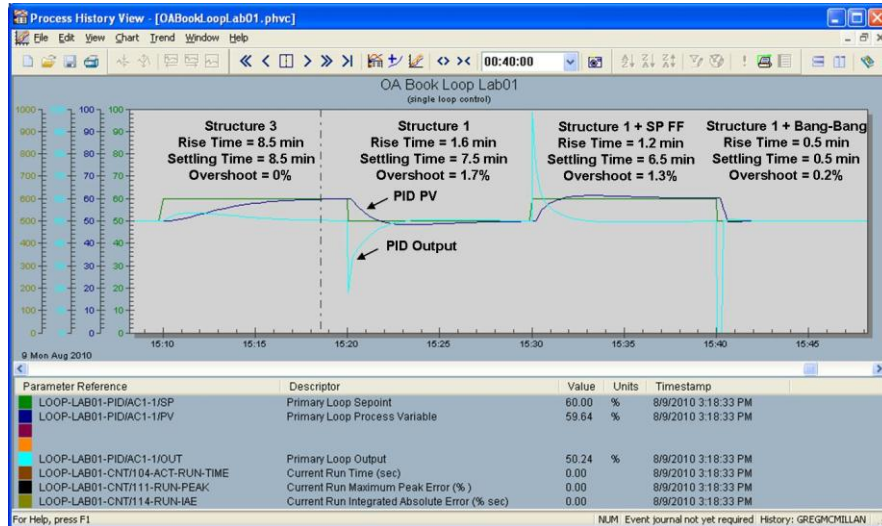 Process History View - [OABookLoopLab01.phvc]
File Edit View Chart Trend Window Help
00:40:00
OA Book Loop Lab01
(single loop control)
1000 100 100
900 90 90
800 80 80
700 70 70
600 60 60
500 50 50
400 40 40
300 30 30
200 20 20
100 10 10
0 0 0
Structure 3
Rise Time = 8.5 min
Settling Time = 8.5 min
Overshoot = 0%
Structure 1
Rise Time = 1.6 min
Settling Time = 7.5 min
Overshoot = 1.7%
Structure 1 + SP FF
Rise Time = 1.2 min
Settling Time = 6.5 min
Overshoot = 1.3%
Structure 1 + Bang-Bang
Rise Time = 0.5 min
Settling Time = 0.5 min
Overshoot = 0.2%
PID PV
PID Output
15:10 15:15 15:20 15:25 15:30 15:35 15:40 15:45
9 Mon Aug 2010
Parameter Reference Descriptor Value Units Timestamp
LOOP-LAB01-PID/AC1-1/SP Primary Loop Sepoint 60.00 % 8/9/2010 3:18:33 PM
LOOP-LAB01-PID/AC1-1/PV Primary Loop Process Variable 59.64 % 8/9/2010 3:18:33 PM
LOOP-LAB01-PID/AC1-1/OUT Primary Loop Outpout 50.24 % 8/9/2010 3:18:33 PM
LOOP-LAB01-CNT/104-ACT-RUN-TIME Current Run Time (sec) 0.00 8/9/2010 3:18:33 PM
LOOP-LAB01-CNT/111-RUN-PEAK Current Run Maximum Peak Error (% ) 0.00 8/9/2010 3:18:33 PM
LOOP-LAB01-CNT/114-RUN-IAE Current Run Integrated Absolute Error (% sec) 0.00 8/9/2010 3:18:33 PM
For Help, press F1 NUM Event journal not yet required History: GREGMCMILLAN